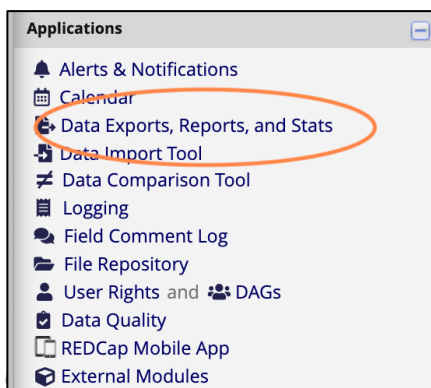 Applications
Alerts & Notifications
Calendar
Data Exports, Reports, and Stats
Data Import Tool
Data Comparison Tool
Logging
Field Comment Log
File Repository
User Rights and DAGs
Data Quality
REDCap Mobile App
External Modules